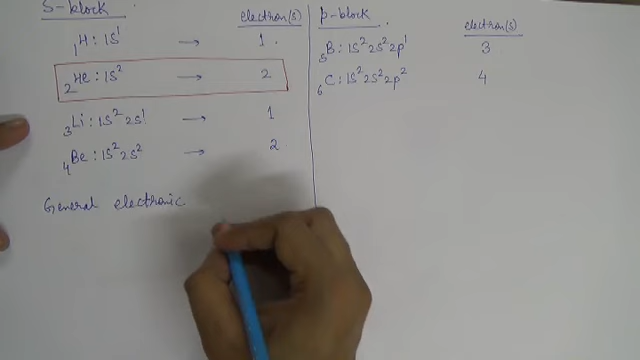 S-block
electron(s)
₁H : 1S¹ → 1
₂He : 1S² → 2
₃Li : 1S² 2S¹ → 1
₄Be : 1S² 2S² → 2
General electronic
p-block
electron(s)
₅B : 1S² 2S² 2p¹ 3
₆C : 1S² 2S² 2p² 4